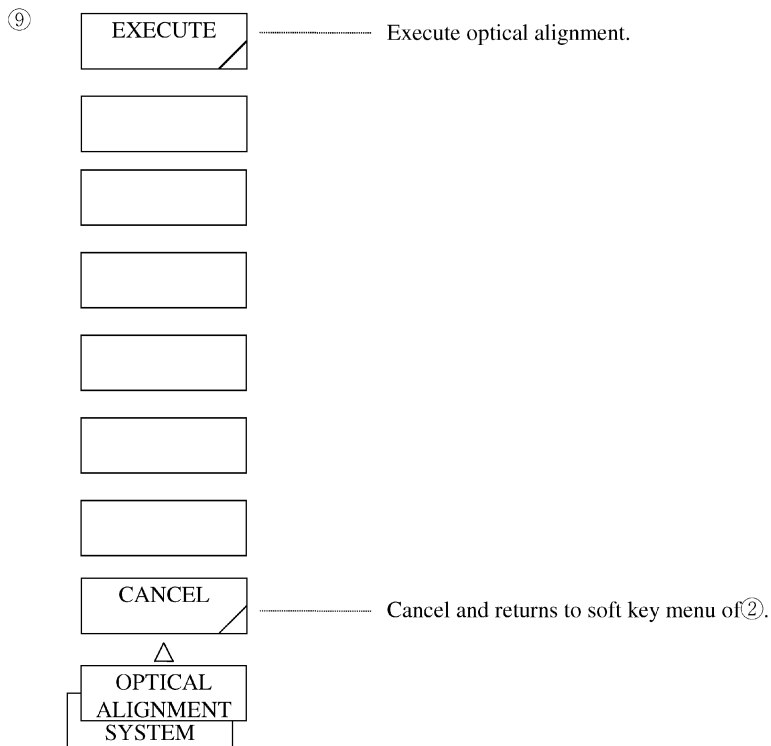 ⑨
EXECUTE Execute optical alignment.
CANCEL Cancel and returns to soft key menu of②.
OPTICAL
ALIGNMENT
SYSTEM